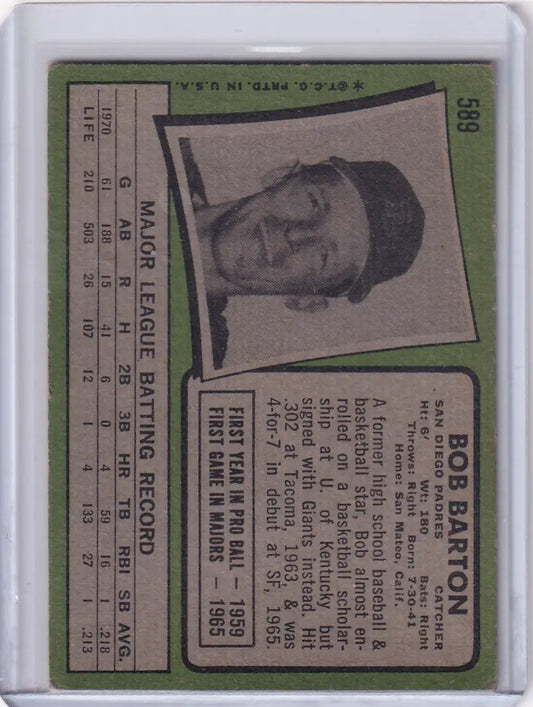 589
BOB BARTON
SAN DIEGO PADRES CATCHER
Ht: 6' Wt: 180 Bats: Right
Throws: Right Born: 7-30-41
Home: San Mateo, Calif.
A former high school baseball &
basketball star, Bob almost en-
rolled on a basketball scholar-
ship at U. of Kentucky but
signed with Giants instead. Hit
.302 at Tacoma, 1963, & was
4-for-7 in debut at SF, 1965
FIRST YEAR IN PRO BALL — 1959
FIRST GAME IN MAJORS — 1965
*©T.C.G. PRTD. IN U.S.A.
MAJOR LEAGUE BATTING RECORD
G AB R H 2B 3B HR TB RBI SB AVG.
1970 61 188 15 41 6 0 4 59 16 1 .218
LIFE 210 503 26 107 12 1 4 133 27 1 .213